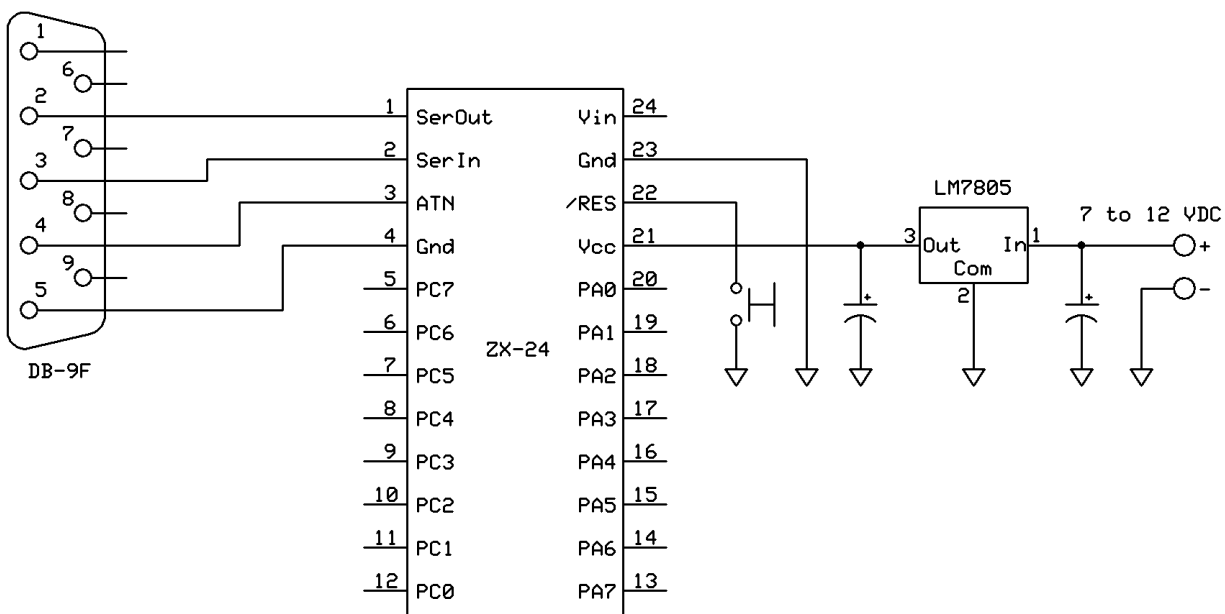 1
6
2
7
3
8
4
9
5
DB-9F
1 SerOut Vin 24
2 SerIn Gnd 23
3 ATN /RES 22
4 Gnd Vcc 21
5 PC7 PA0 20
6 PC6 PA1 19
ZX-24
7 PC5 PA2 18
8 PC4 PA3 17
9 PC3 PA4 16
10 PC2 PA5 15
11 PC1 PA6 14
12 PC0 PA7 13
+
LM7805
3 Out In 1
Com
2
+
7 to 12 VDC
+
-